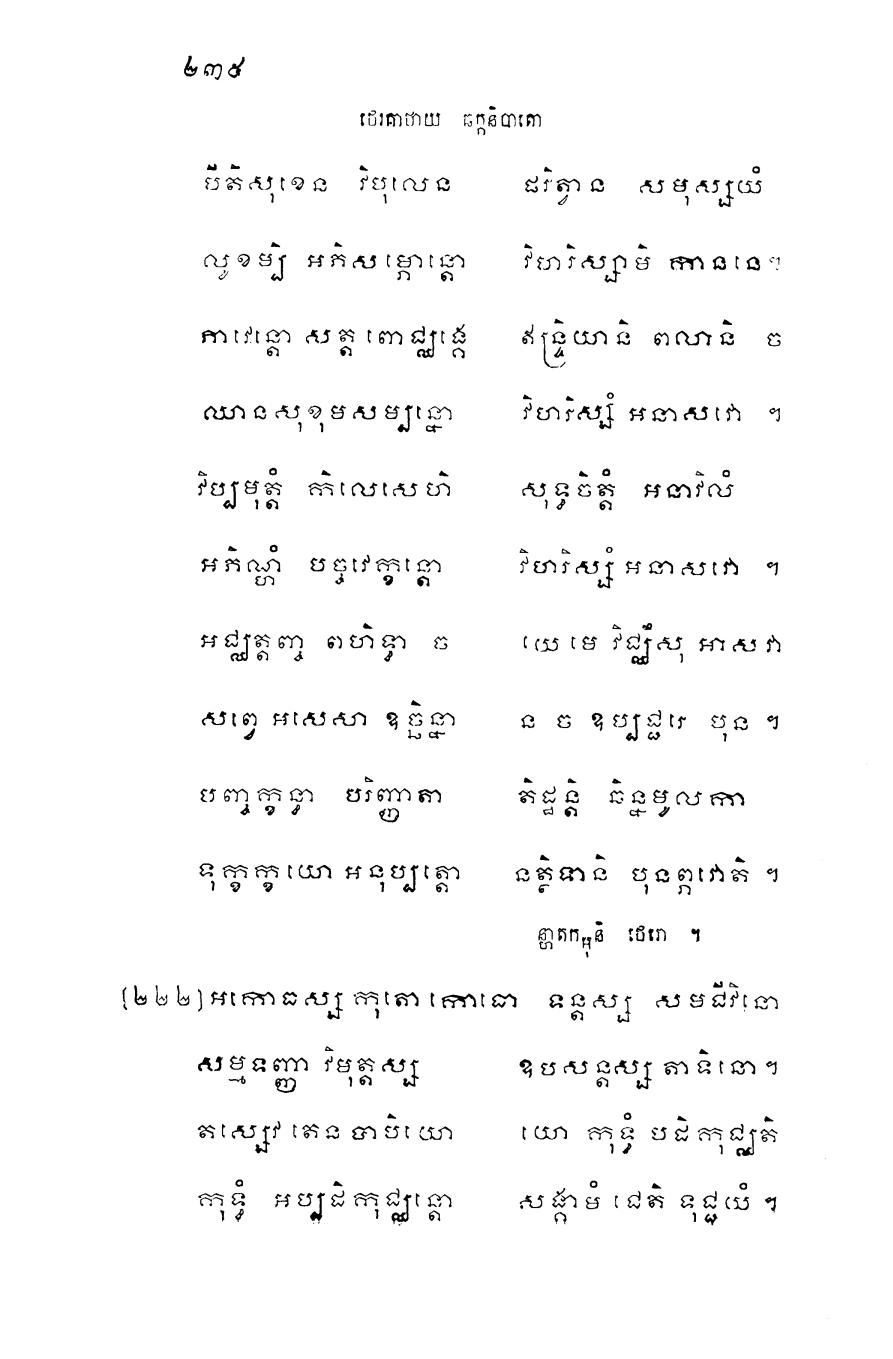 ២៣៥
ថេរគាថាយ ឆក្កនិបាតោ
បីតិសុខេន វិបុលេន ផរិត្វាន សមុស្សយំ
លូខម្បិ អភិសម្ភោន្តោ វិហរិស្សាមិ កាននេ។
ភាវេន្តោ សត្ត ពោជ្ឈង្គេ ឥន្ទ្រិយានិ ពលានិ ច
ឈានសុខុមសម្បន្នោ វិហរិស្សំ អនាសវោ ។
វិប្បមុត្តំ កិលេសេហិ សុទ្ធចិត្តំ អនាវិលំ
អភិណ្ហំ បច្ចវេក្ខន្តោ វិហរិស្សំ អនាសវោ ។
អជ្ឈត្តញ្ច ពហិទ្ធា ច យេ មេ វិជ្ឈឹសុ អាសវា
សព្វេ អសេសា ឧច្ឆិន្នា ន ច ឧប្បជ្ជរេ បុន ។
បញ្ចក្ខន្ធា បរិញ្ញាតា តិដ្ឋន្តិ ឆិន្នមូលកា
ទុក្ខក្ខយោ អនុប្បត្តោ នត្ថិទានិ បុនព្ភវោតិ ។
ន្ហាតកម្មុនិ ថេរោ ។
(២២២) អកោធស្ស កុតោ កោធោ ទន្តស្ស សមជីវិនោ
សម្មទញ្ញា វិមុត្តស្ស ឧបសន្តស្ស តាទិនោ។
តស្សេវ តេន បាបិយោ យោ កុទ្ធំ បដិកុជ្ឈតិ
កុទ្ធំ អប្បដិកុជ្ឈន្តោ សង្គាមំ ជេតិ ទុជ្ជយំ ។